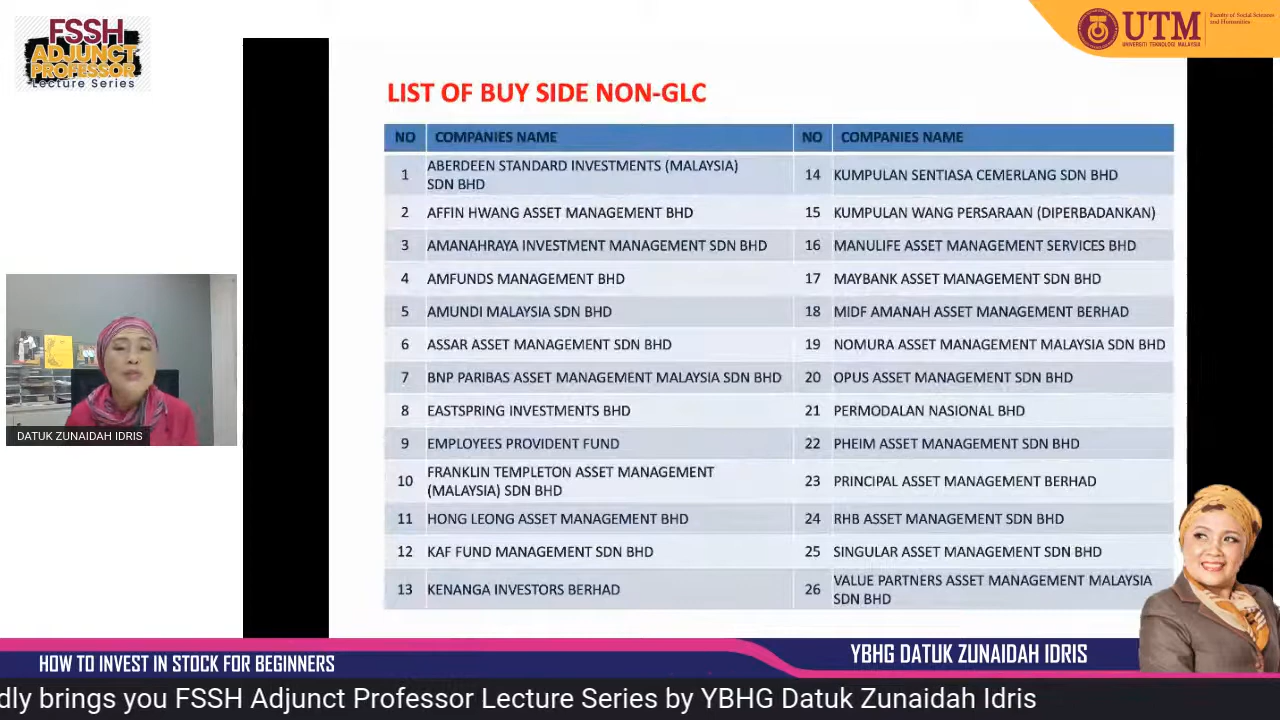 FSSH
ADJUNCT
PROFESSOR
Lecture Series
UTM
UNIVERSITI TEKNOLOGI MALAYSIA
Faculty of Social Sciences
and Humanities
LIST OF BUY SIDE NON-GLC
NO COMPANIES NAME NO COMPANIES NAME
1 ABERDEEN STANDARD INVESTMENTS (MALAYSIA)
SDN BHD
14 KUMPULAN SENTIASA CEMERLANG SDN BHD
2 AFFIN HWANG ASSET MANAGEMENT BHD 15 KUMPULAN WANG PERSARAAN (DIPERBADANKAN)
3 AMANAHRAYA INVESTMENT MANAGEMENT SDN BHD 16 MANULIFE ASSET MANAGEMENT SERVICES BHD
4 AMFUNDS MANAGEMENT BHD 17 MAYBANK ASSET MANAGEMENT SDN BHD
5 AMUNDI MALAYSIA SDN BHD 18 MIDF AMANAH ASSET MANAGEMENT BERHAD
6 ASSAR ASSET MANAGEMENT SDN BHD 19 NOMURA ASSET MANAGEMENT MALAYSIA SDN BHD
7 BNP PARIBAS ASSET MANAGEMENT MALAYSIA SDN BHD 20 OPUS ASSET MANAGEMENT SDN BHD
8 EASTSPRING INVESTMENTS BHD 21 PERMODALAN NASIONAL BHD
9 EMPLOYEES PROVIDENT FUND 22 PHEIM ASSET MANAGEMENT SDN BHD
10 FRANKLIN TEMPLETON ASSET MANAGEMENT
(MALAYSIA) SDN BHD
23 PRINCIPAL ASSET MANAGEMENT BERHAD
11 HONG LEONG ASSET MANAGEMENT BHD 24 RHB ASSET MANAGEMENT SDN BHD
12 KAF FUND MANAGEMENT SDN BHD 25 SINGULAR ASSET MANAGEMENT SDN BHD
13 KENANGA INVESTORS BERHAD 26 VALUE PARTNERS ASSET MANAGEMENT MALAYSIA
SDN BHD
DATUK ZUNAIDAH IDRIS
HOW TO INVEST IN STOCK FOR BEGINNERS
YBHG DATUK ZUNAIDAH IDRIS
dly brings you FSSH Adjunct Professor Lecture Series by YBHG Datuk Zunaidah Idris